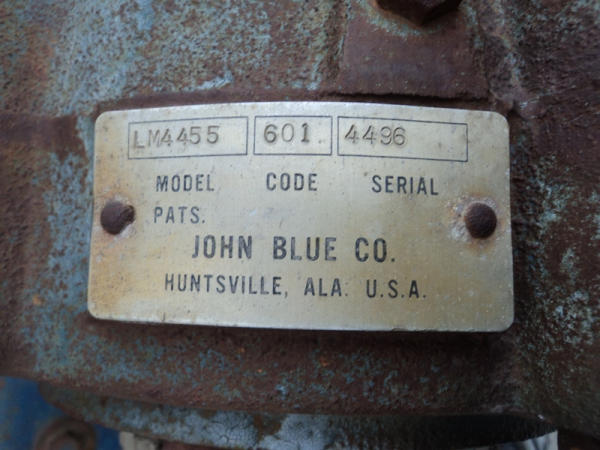 LM4455 601 4496
MODEL CODE SERIAL
PATS.
JOHN BLUE CO.
HUNTSVILLE, ALA. U.S.A.